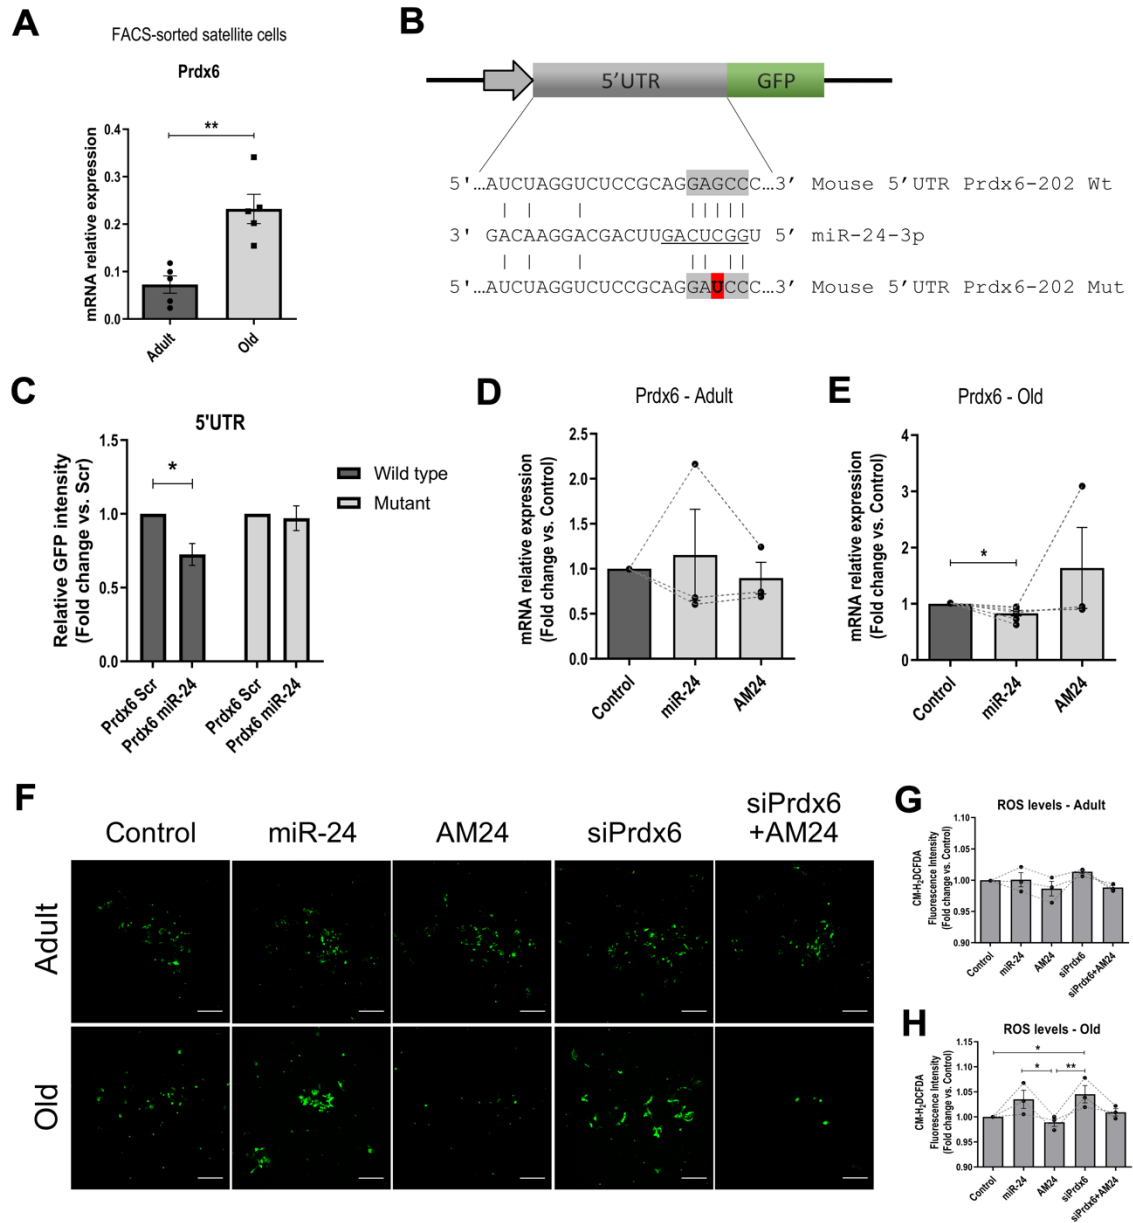 A
FACS-sorted satellite cells
Prdx6
mRNA relative expression
0.4
0.3
0.2
0.1
0.0
**
Adult
Old
B
5'UTR
GFP
5'…AUCUAGGUCUCCGCAGGAGCCC…3' Mouse 5'UTR Prdx6-202 Wt
3' GACAAGGACGACUUGACUCGGU 5' miR-24-3p
5'…AUCUAGGUCUCCGCAGGAUCCC…3' Mouse 5'UTR Prdx6-202 Mut
C
5'UTR
Relative GFP intensity
(Fold change vs. Scr)
1.5
1.0
0.5
0.0
*
Prdx6 Scr
Prdx6 miR-24
Prdx6 Scr
Prdx6 miR-24
Wild type
Mutant
D
Prdx6 - Adult
mRNA relative expression
(Fold change vs. Control)
2.5
2.0
1.5
1.0
0.5
0.0
Control
miR-24
AM24
E
Prdx6 - Old
mRNA relative expression
(Fold change vs. Control)
4
3
2
1
0
*
Control
miR-24
AM24
F
Control
miR-24
AM24
siPrdx6
siPrdx6
+AM24
Adult
Old
G
ROS levels - Adult
CM-H₂DCFDA
Fluorescence Intensity
(Fold change vs. Control)
1.10
1.05
1.00
0.95
0.90
Control
miR-24
AM24
siPrdx6
siPrdx6+AM24
H
ROS levels - Old
CM-H₂DCFDA
Fluorescence Intensity
(Fold change vs. Control)
1.15
1.10
1.05
1.00
0.95
0.90
*
*
**
Control
miR-24
AM24
siPrdx6
siPrdx6+AM24